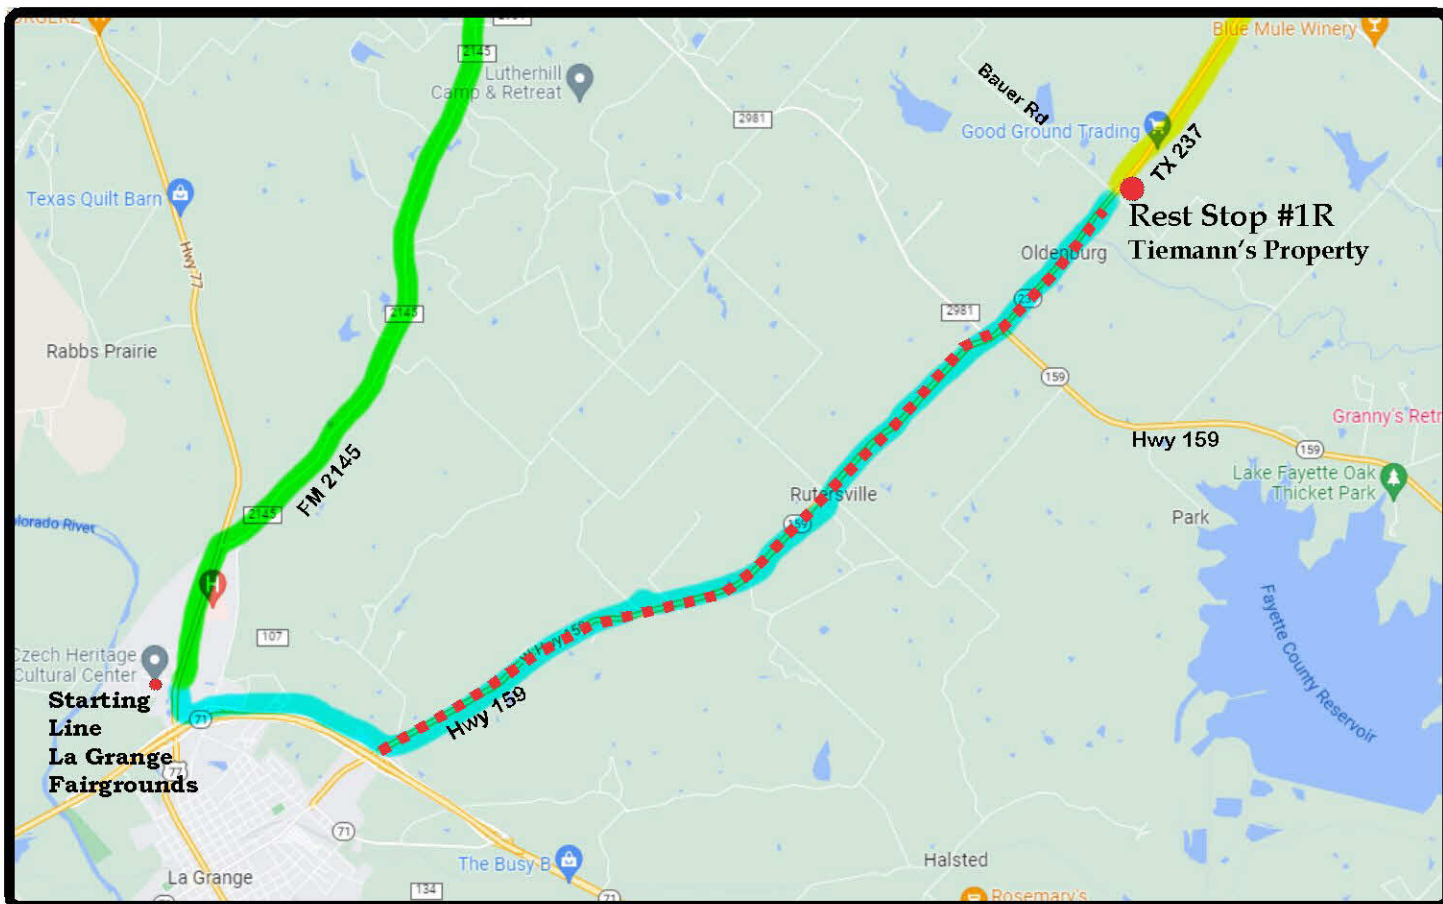 Blue Mule Winery
2145
Lutherhill
Camp & Retreat
2981
Bauer Rd
Good Ground Trading
TX 237
Texas Quilt Barn
Rest Stop #1R
Tiemann's Property
Hwy 77
Oldenburg
2145
2981
Rabbs Prairie
159
Granny's Retr
Hwy 159
159
FM 2145
Lake Fayette Oak
Thicket Park
Rutersville
2145
Park
159
olorado River
H
Fayette County Reservoir
107
Czech Heritage
Cultural Center
Starting
Line
La Grange
Fairgrounds
Hwy 159
71
77
71
Halsted
The Busy B
La Grange
134
71
Rosemary's